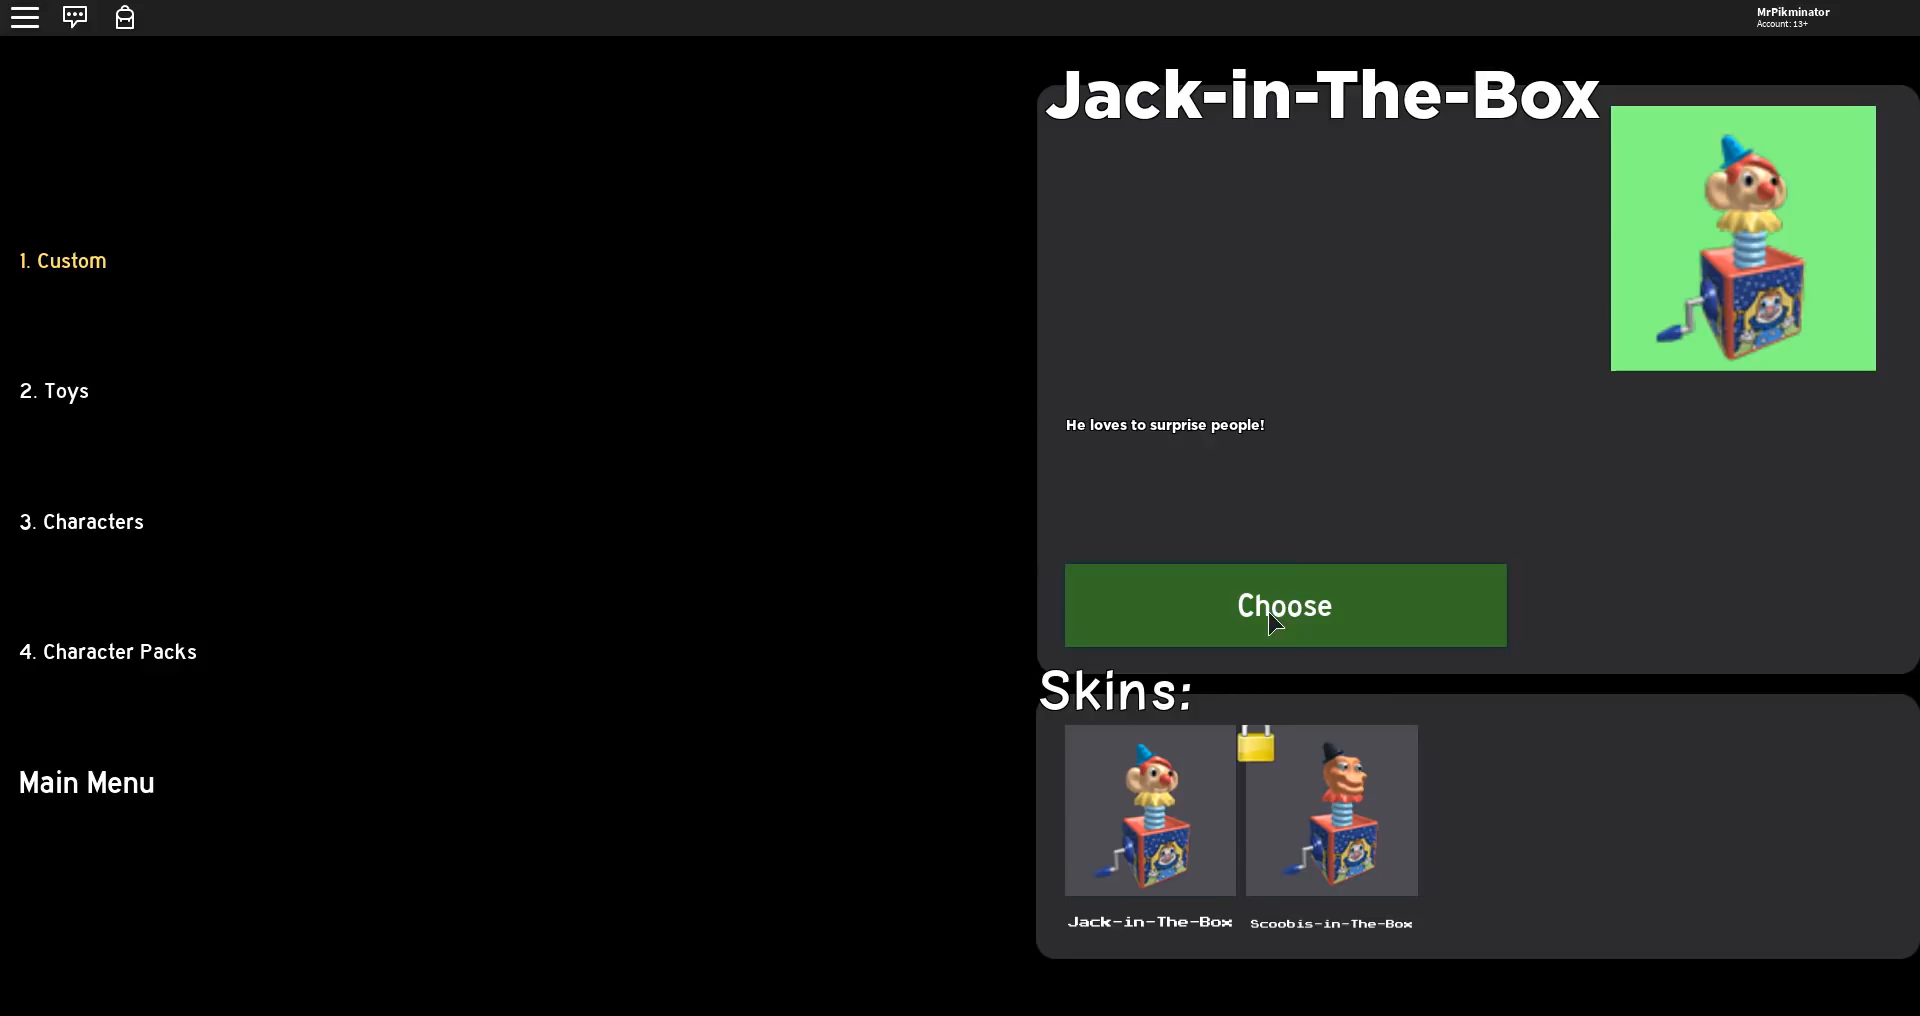 MrPikminator
Account: 13+
Jack-in-The-Box
1. Custom
2. Toys
He loves to surprise people!
3. Characters
Choose
4. Character Packs
Skins:
Main Menu
Jack-in-The-Box
Scoobis-in-The-Box